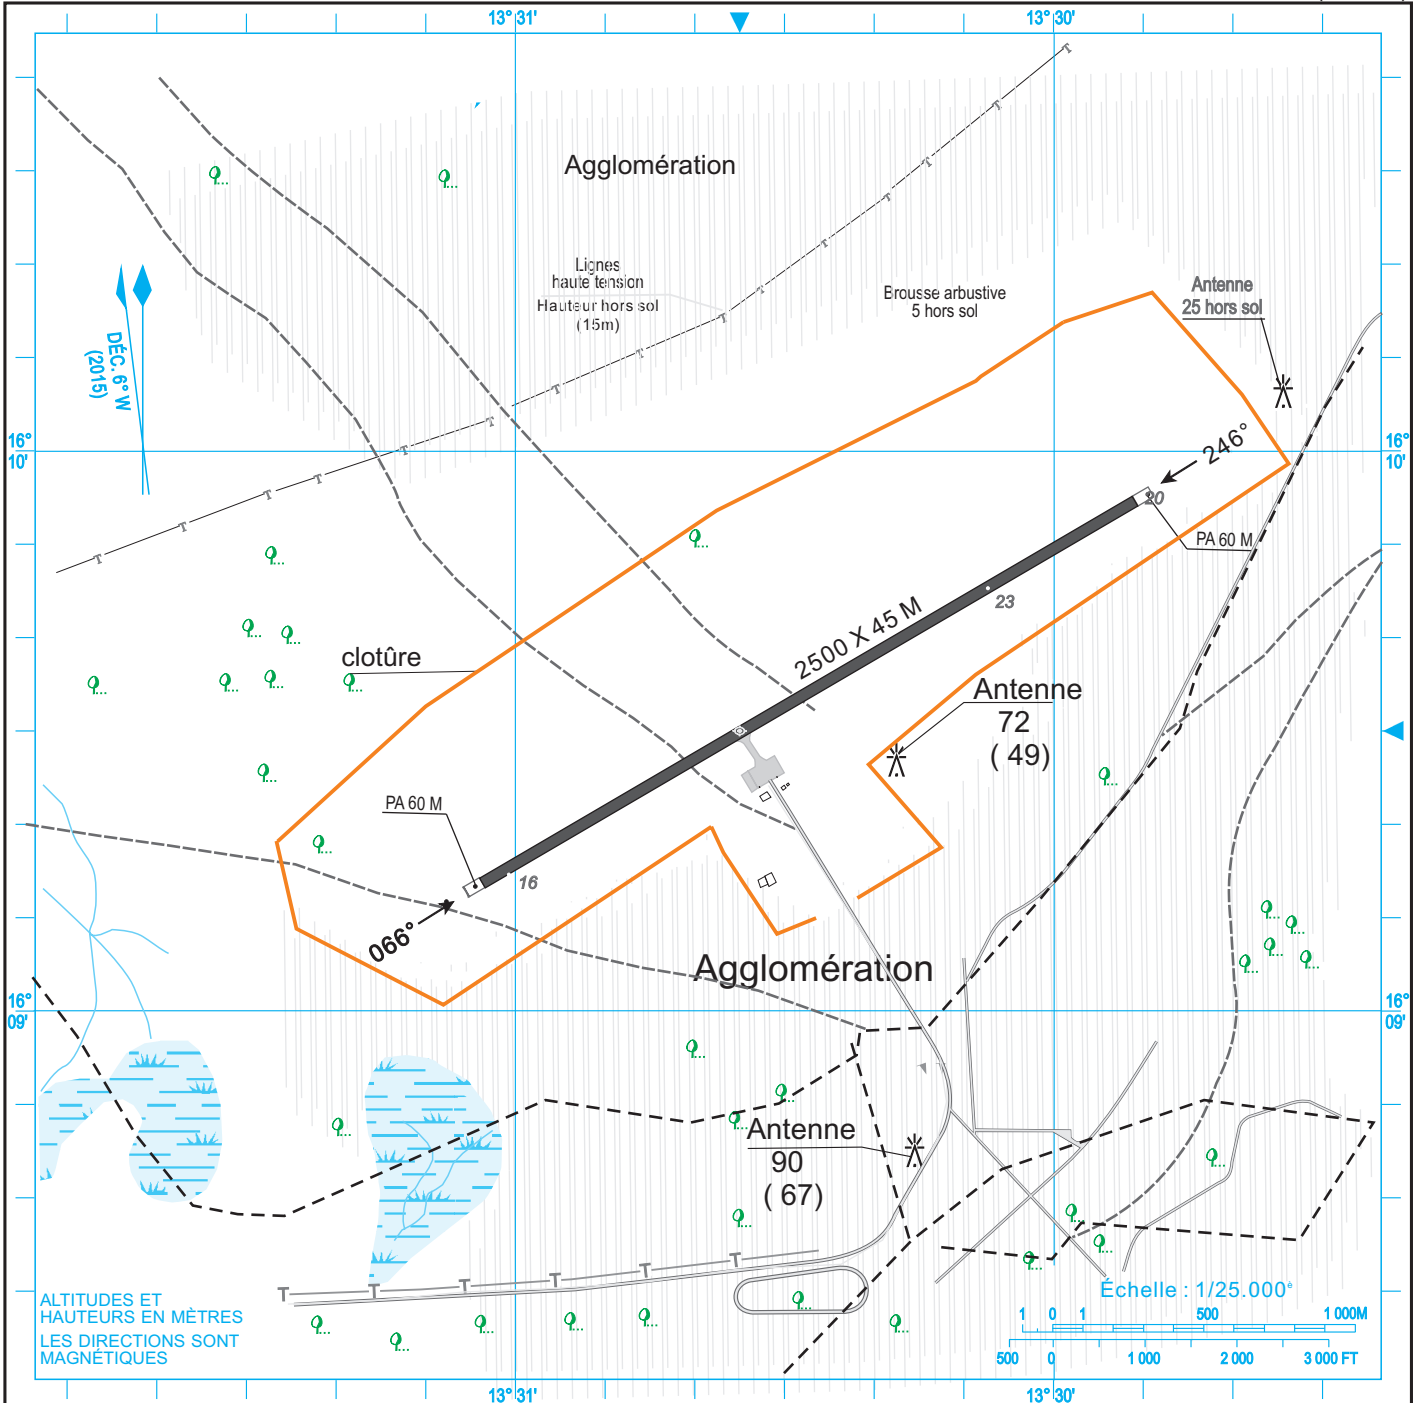 13°31'
13°30'
Agglomération
Lignes
haute tension
Hauteur hors sol
(15m)
Brousse arbustive
5 hors sol
Antenne
25 hors sol
DÉC. 6° W
(2015)
16°
10'
16°
10'
246°
20
PA 60 M
23
2500 X 45 M
clotûre
Antenne
72
( 49)
PA 60 M
16
066°
Agglomération
16°
09'
16°
09'
Antenne
90
( 67)
ALTITUDES ET
HAUTEURS EN MÈTRES
LES DIRECTIONS SONT
MAGNÉTIQUES
Échelle : 1/25.000è
1 0 1 500 1 000M
500 0 1 000 2 000 3 000 FT
13°31'
13°30'